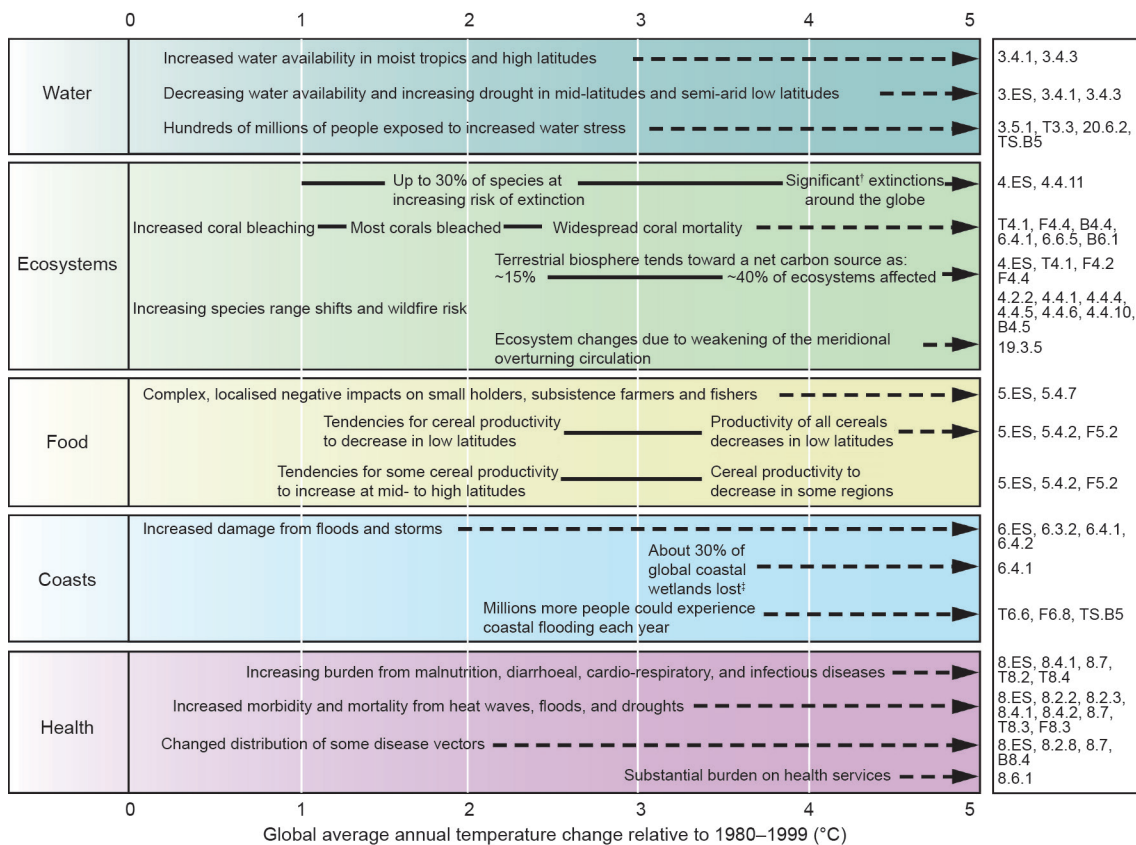 0 1 2 3 4 5
Water
Increased water availability in moist tropics and high latitudes
3.4.1, 3.4.3
Decreasing water availability and increasing drought in mid-latitudes and semi-arid low latitudes
3.ES, 3.4.1, 3.4.3
Hundreds of millions of people exposed to increased water stress
3.5.1, T3.3, 20.6.2,
TS.B5
Ecosystems
Up to 30% of species at
increasing risk of extinction
Significant† extinctions
around the globe
4.ES, 4.4.11
Increased coral bleaching
Most corals bleached
Widespread coral mortality
T4.1, F4.4, B4.4,
6.4.1, 6.6.5, B6.1
Terrestrial biosphere tends toward a net carbon source as:
~15%
~40% of ecosystems affected
4.ES, T4.1, F4.2
F4.4
Increasing species range shifts and wildfire risk
4.2.2, 4.4.1, 4.4.4,
4.4.5, 4.4.6, 4.4.10,
B4.5
Ecosystem changes due to weakening of the meridional
overturning circulation
19.3.5
Food
Complex, localised negative impacts on small holders, subsistence farmers and fishers
5.ES, 5.4.7
Tendencies for cereal productivity
to decrease in low latitudes
Productivity of all cereals
decreases in low latitudes
5.ES, 5.4.2, F5.2
Tendencies for some cereal productivity
to increase at mid- to high latitudes
Cereal productivity to
decrease in some regions
5.ES, 5.4.2, F5.2
Coasts
Increased damage from floods and storms
6.ES, 6.3.2, 6.4.1,
6.4.2
About 30% of
global coastal
wetlands lost‡
6.4.1
Millions more people could experience
coastal flooding each year
T6.6, F6.8, TS.B5
Health
Increasing burden from malnutrition, diarrhoeal, cardio-respiratory, and infectious diseases
8.ES, 8.4.1, 8.7,
T8.2, T8.4
Increased morbidity and mortality from heat waves, floods, and droughts
8.ES, 8.2.2, 8.2.3,
8.4.1, 8.4.2, 8.7,
T8.3, F8.3
Changed distribution of some disease vectors
8.ES, 8.2.8, 8.7,
B8.4
Substantial burden on health services
8.6.1
0 1 2 3 4 5
Global average annual temperature change relative to 1980–1999 (°C)